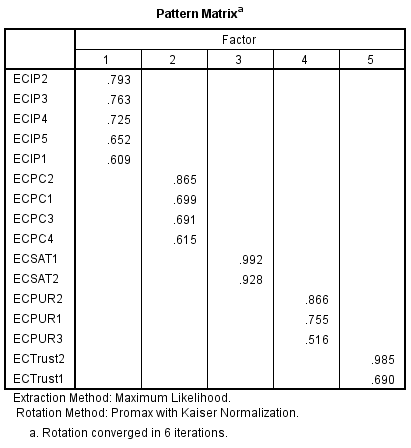 Pattern Matrixa
Factor
1 2 3 4 5
ECIP2 .793
ECIP3 .763
ECIP4 .725
ECIP5 .652
ECIP1 .609
ECPC2 .865
ECPC1 .699
ECPC3 .691
ECPC4 .615
ECSAT1 .992
ECSAT2 .928
ECPUR2 .866
ECPUR1 .755
ECPUR3 .516
ECTrust2 .985
ECTrust1 .690
Extraction Method: Maximum Likelihood.
Rotation Method: Promax with Kaiser Normalization.
a. Rotation converged in 6 iterations.